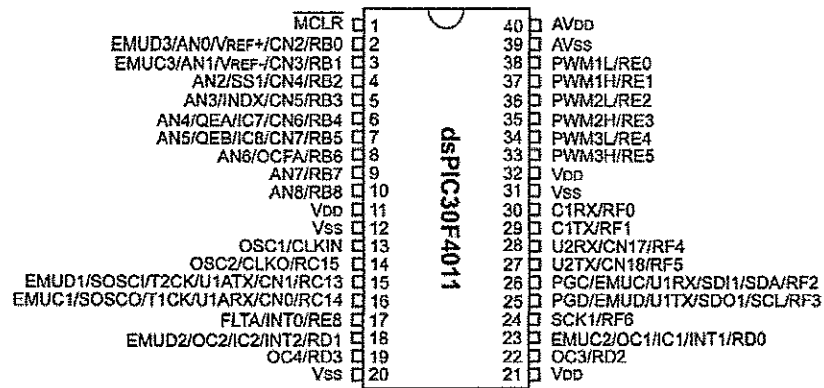 MCLR 1 40 AVDD
EMUD3/AN0/VREF+/CN2/RB0 2 39 AVSS
EMUC3/AN1/VREF-/CN3/RB1 3 38 PWM1L/RE0
AN2/SS1/CN4/RB2 4 37 PWM1H/RE1
AN3/INDX/CN5/RB3 5 36 PWM2L/RE2
AN4/QEA/IC7/CN6/RB4 6 35 PWM2H/RE3
AN5/QEB/IC8/CN7/RB5 7 34 PWM3L/RE4
AN6/OCFA/RB6 8 33 PWM3H/RE5
AN7/RB7 9 32 VDD
AN8/RB8 10 31 VSS
VDD 11 30 C1RX/RF0
VSS 12 29 C1TX/RF1
OSC1/CLKIN 13 28 U2RX/CN17/RF4
OSC2/CLKO/RC15 14 27 U2TX/CN18/RF5
EMUD1/SOSCI/T2CK/U1ATX/CN1/RC13 15 26 PGC/EMUC/U1RX/SDI1/SDA/RF2
EMUC1/SOSCO/T1CK/U1ARX/CN0/RC14 16 25 PGD/EMUD/U1TX/SDO1/SCL/RF3
FLTA/INT0/RE8 17 24 SCK1/RF6
EMUD2/OC2/IC2/INT2/RD1 18 23 EMUC2/OC1/IC1/INT1/RD0
OC4/RD3 19 22 OC3/RD2
VSS 20 21 VDD
dsPIC30F4011